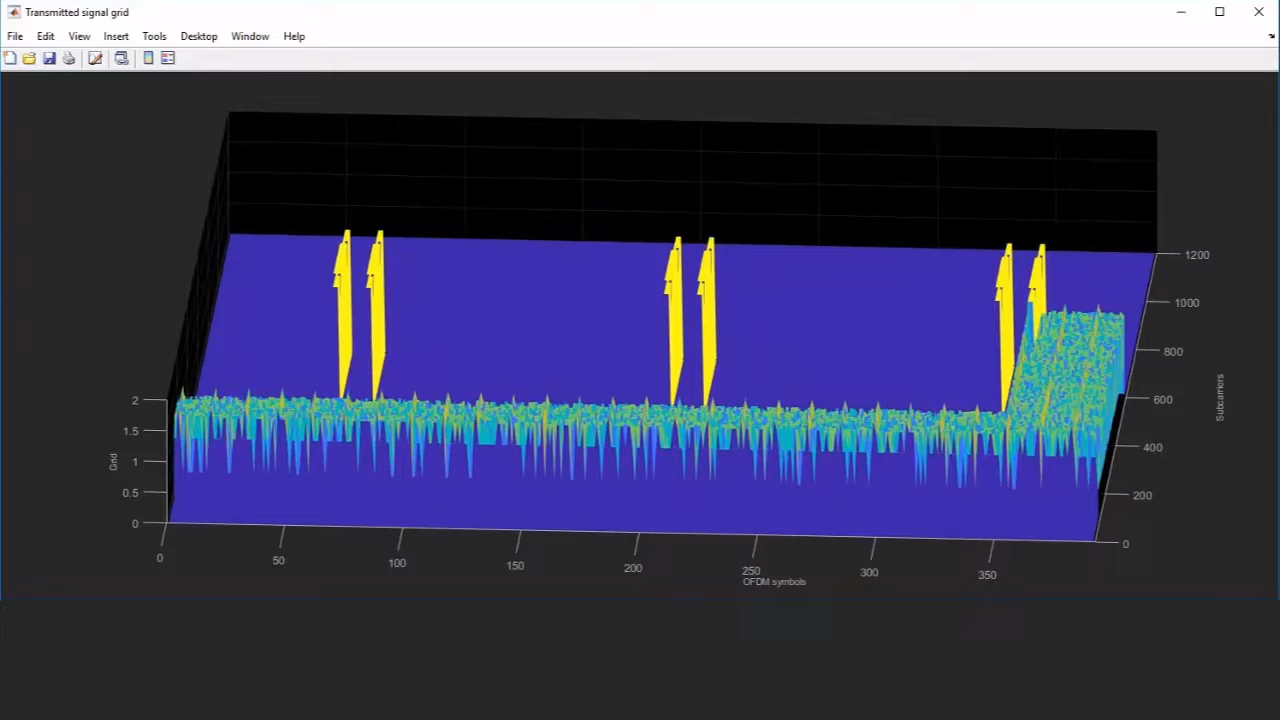 Transmitted signal grid
File Edit View Insert Tools Desktop Window Help
1200
1000
800
600
400
200
0
Subcarriers
2
1.5
1
0.5
0
Grid
0 50 100 150 200 250 300 350
OFDM symbols